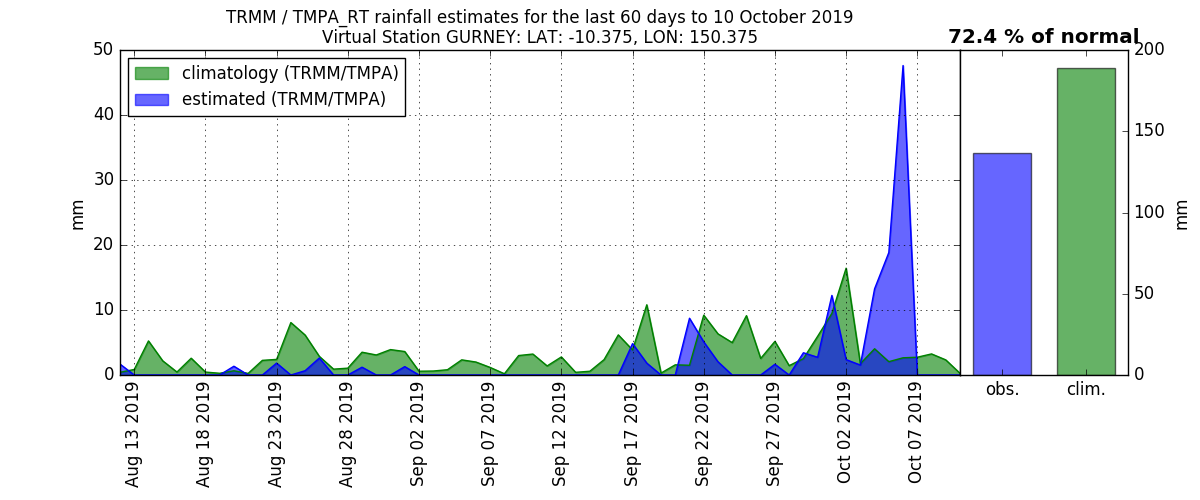 TRMM / TMPA_RT rainfall estimates for the last 60 days to 10 October 2019
Virtual Station GURNEY: LAT: -10.375, LON: 150.375
72.4 % of normal
climatology (TRMM/TMPA)
estimated (TRMM/TMPA)
50
40
30
20
10
0
mm
200
150
100
50
0
mm
obs.
clim.
Aug 13 2019
Aug 18 2019
Aug 23 2019
Aug 28 2019
Sep 02 2019
Sep 07 2019
Sep 12 2019
Sep 17 2019
Sep 22 2019
Sep 27 2019
Oct 02 2019
Oct 07 2019